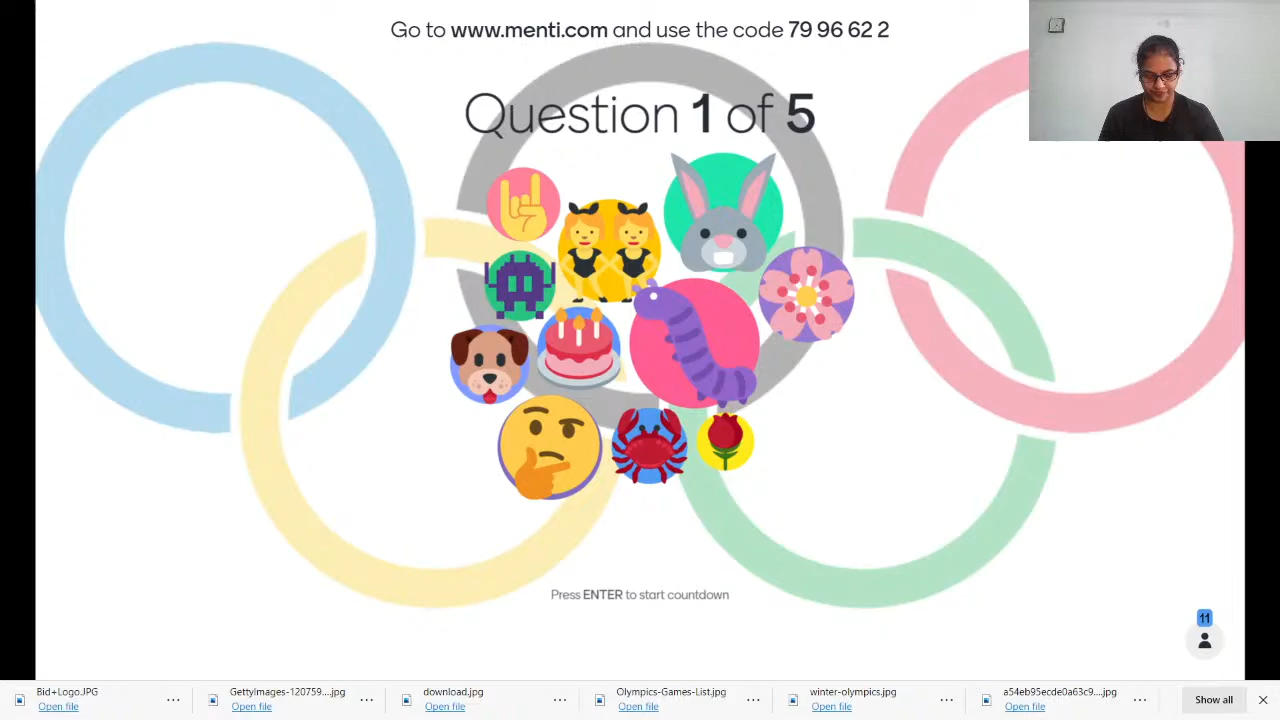 Go to www.menti.com and use the code 79 96 62 2
Question 1 of 5
Press ENTER to start countdown
11
Bid+Logo.JPG
Open file
GettyImages-120759....jpg
Open file
download.jpg
Open file
Olympics-Games-List.jpg
Open file
winter-olympics.jpg
Open file
a54eb95ecde0a63c9....jpg
Open file
Show all